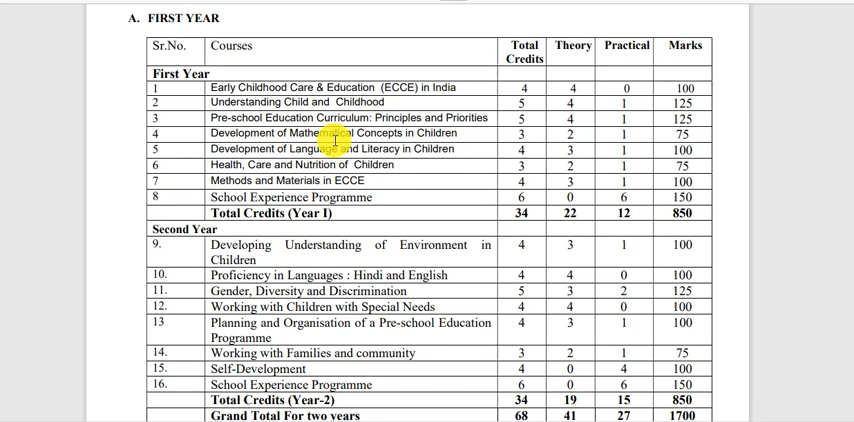 A. FIRST YEAR
Sr.No. Courses Total Credits Theory Practical Marks
First Year
1 Early Childhood Care & Education (ECCE) in India 4 4 0 100
2 Understanding Child and Childhood 5 4 1 125
3 Pre-school Education Curriculum: Principles and Priorities 5 4 1 125
4 Development of Mathematical Concepts in Children 3 2 1 75
5 Development of Language and Literacy in Children 4 3 1 100
6 Health, Care and Nutrition of Children 3 2 1 75
7 Methods and Materials in ECCE 4 3 1 100
8 School Experience Programme 6 0 6 150
Total Credits (Year I) 34 22 12 850
Second Year
9. Developing Understanding of Environment in 4 3 1 100
Children
10. Proficiency in Languages : Hindi and English 4 4 0 100
11. Gender, Diversity and Discrimination 5 3 2 125
12. Working with Children with Special Needs 4 4 0 100
13 Planning and Organisation of a Pre-school Education 4 3 1 100
Programme
14. Working with Families and community 3 2 1 75
15. Self-Development 4 0 4 100
16. School Experience Programme 6 0 6 150
Total Credits (Year-2) 34 19 15 850
Grand Total For two years 68 41 27 1700